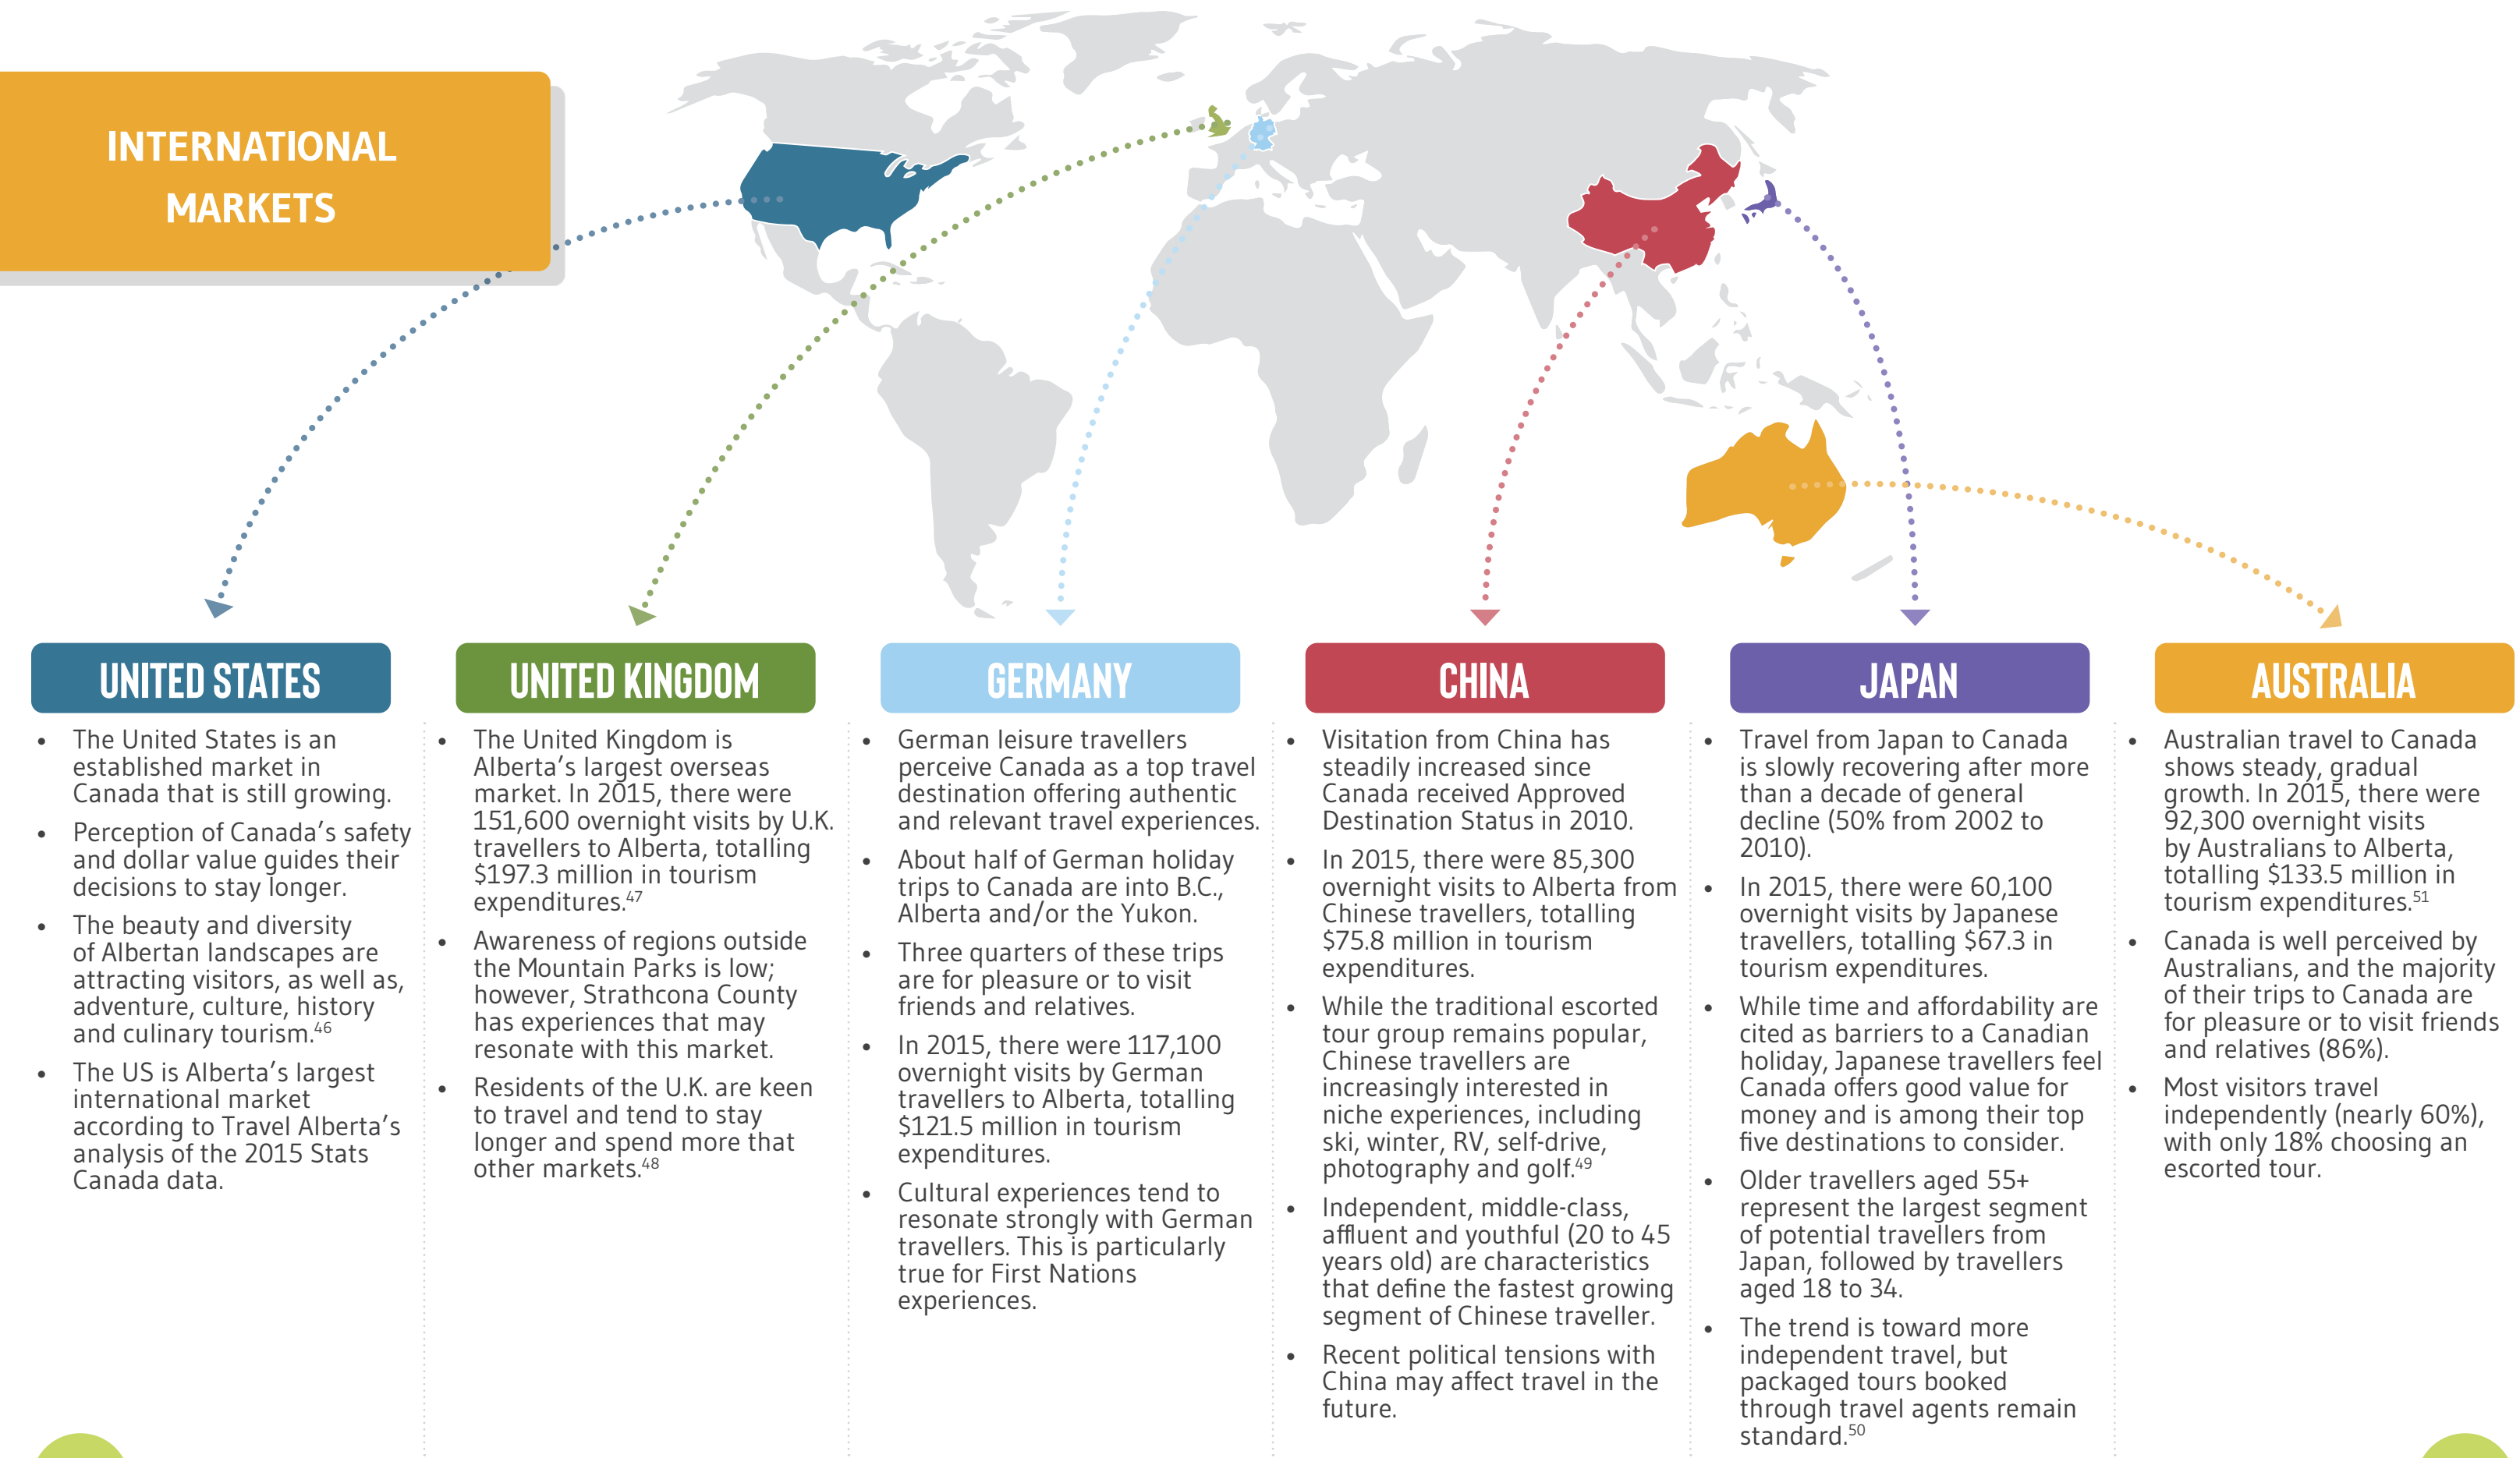 INTERNATIONAL
MARKETS
UNITED STATES
• The United States is an
established market in
Canada that is still growing.
• Perception of Canada’s safety
and dollar value guides their
decisions to stay longer.
• The beauty and diversity
of Albertan landscapes are
attracting visitors, as well as,
adventure, culture, history
and culinary tourism.46
• The US is Alberta’s largest
international market
according to Travel Alberta’s
analysis of the 2015 Stats
Canada data.
UNITED KINGDOM
• The United Kingdom is
Alberta’s largest overseas
market. In 2015, there were
151,600 overnight visits by U.K.
travellers to Alberta, totalling
$197.3 million in tourism
expenditures.47
• Awareness of regions outside
the Mountain Parks is low;
however, Strathcona County
has experiences that may
resonate with this market.
• Residents of the U.K. are keen
to travel and tend to stay
longer and spend more that
other markets.48
GERMANY
• German leisure travellers
perceive Canada as a top travel
destination offering authentic
and relevant travel experiences.
• About half of German holiday
trips to Canada are into B.C.,
Alberta and/or the Yukon.
• Three quarters of these trips
are for pleasure or to visit
friends and relatives.
• In 2015, there were 117,100
overnight visits by German
travellers to Alberta, totalling
$121.5 million in tourism
expenditures.
• Cultural experiences tend to
resonate strongly with German
travellers. This is particularly
true for First Nations
experiences.
CHINA
• Visitation from China has
steadily increased since
Canada received Approved
Destination Status in 2010.
• In 2015, there were 85,300
overnight visits to Alberta from
Chinese travellers, totalling
$75.8 million in tourism
expenditures.
• While the traditional escorted
tour group remains popular,
Chinese travellers are
increasingly interested in
niche experiences, including
ski, winter, RV, self-drive,
photography and golf.49
• Independent, middle-class,
affluent and youthful (20 to 45
years old) are characteristics
that define the fastest growing
segment of Chinese traveller.
• Recent political tensions with
China may affect travel in the
future.
JAPAN
• Travel from Japan to Canada
is slowly recovering after more
than a decade of general
decline (50% from 2002 to
2010).
• In 2015, there were 60,100
overnight visits by Japanese
travellers, totalling $67.3 in
tourism expenditures.
• While time and affordability are
cited as barriers to a Canadian
holiday, Japanese travellers feel
Canada offers good value for
money and is among their top
five destinations to consider.
• Older travellers aged 55+
represent the largest segment
of potential travellers from
Japan, followed by travellers
aged 18 to 34.
• The trend is toward more
independent travel, but
packaged tours booked
through travel agents remain
standard.50
AUSTRALIA
• Australian travel to Canada
shows steady, gradual
growth. In 2015, there were
92,300 overnight visits
by Australians to Alberta,
totalling $133.5 million in
tourism expenditures.51
• Canada is well perceived by
Australians, and the majority
of their trips to Canada are
for pleasure or to visit friends
and relatives (86%).
• Most visitors travel
independently (nearly 60%),
with only 18% choosing an
escorted tour.